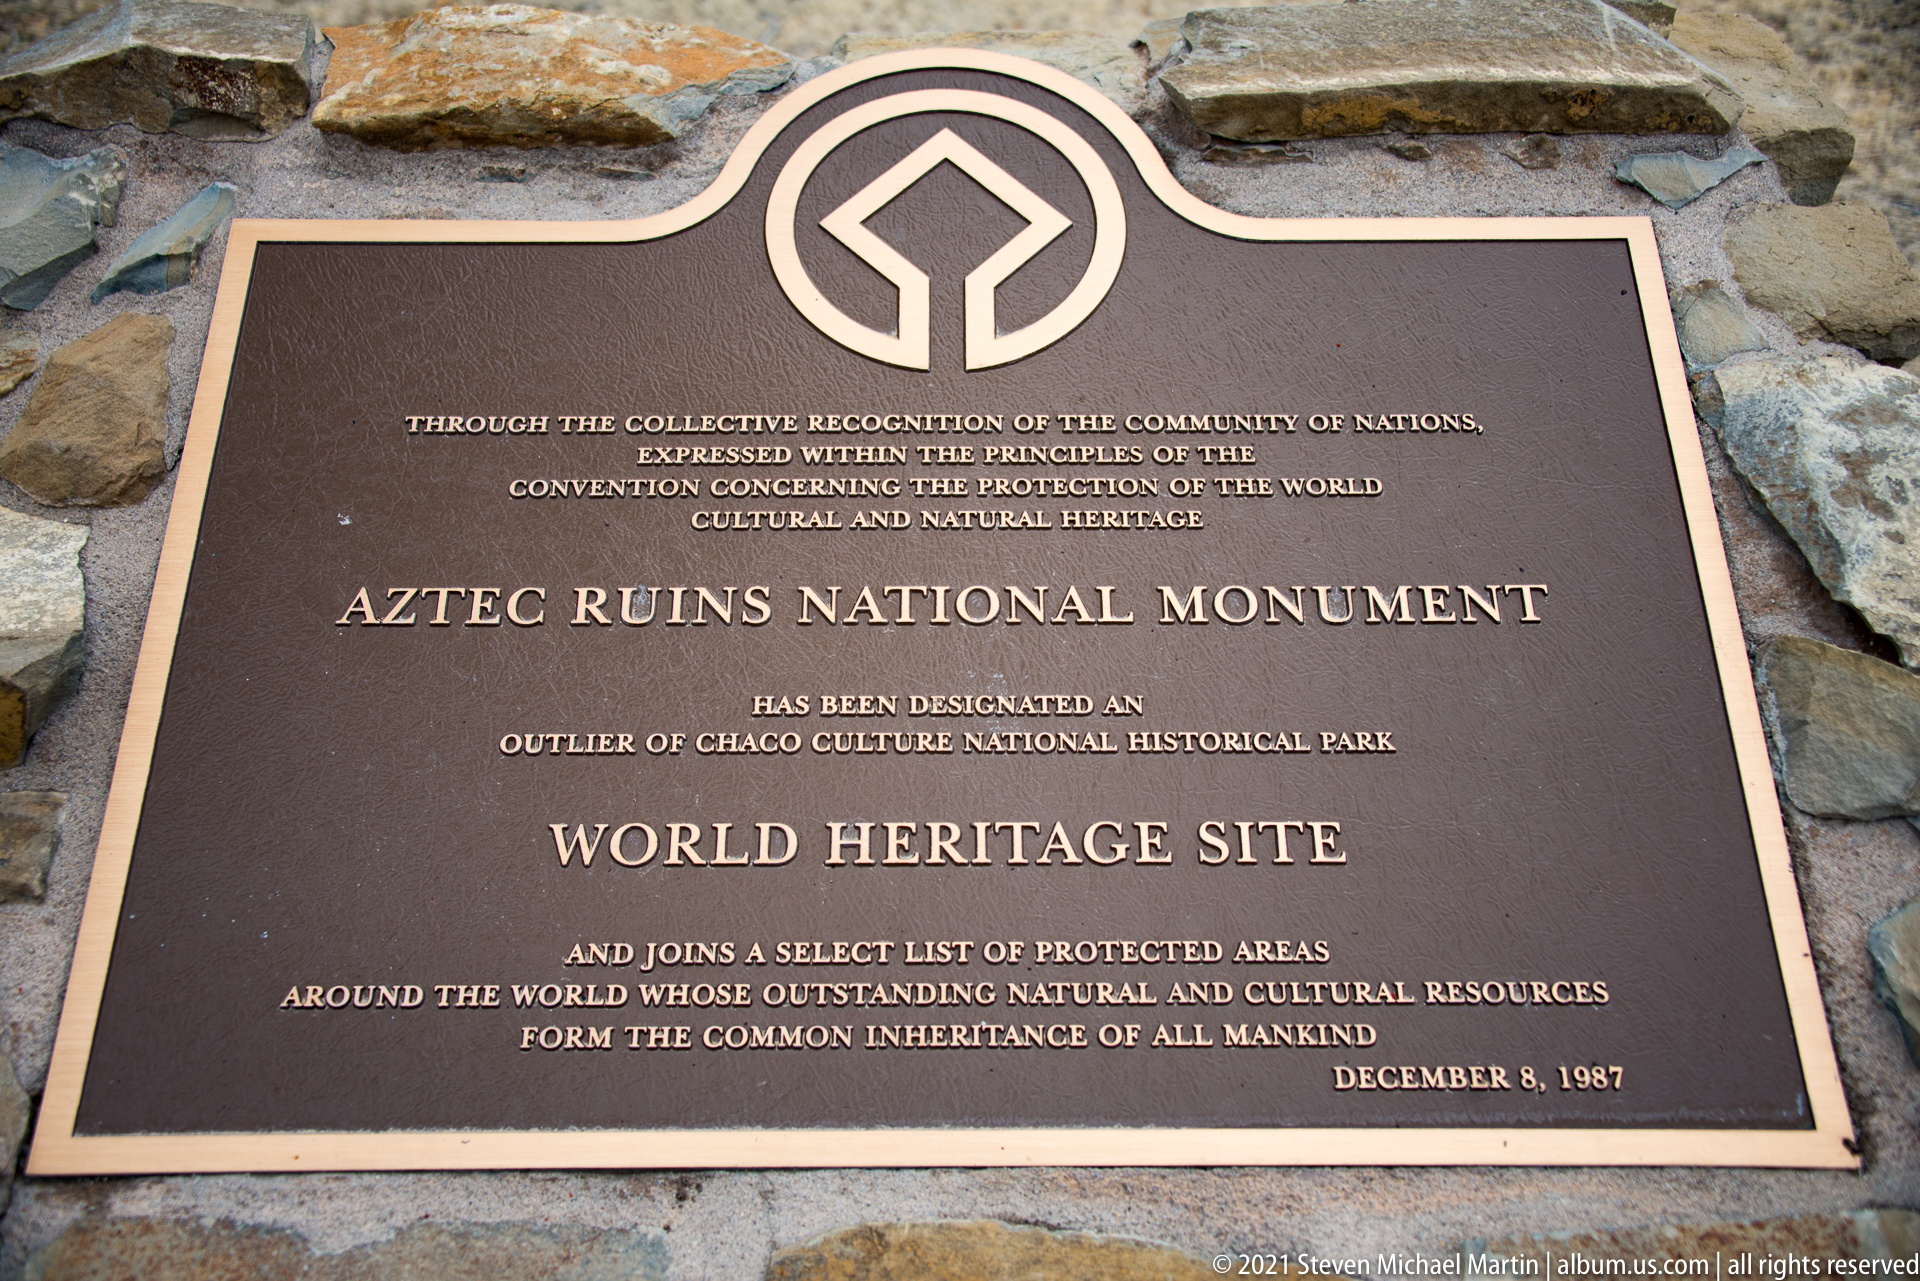 THROUGH THE COLLECTIVE RECOGNITION OF THE COMMUNITY OF NATIONS,
EXPRESSED WITHIN THE PRINCIPLES OF THE
CONVENTION CONCERNING THE PROTECTION OF THE WORLD
CULTURAL AND NATURAL HERITAGE
AZTEC RUINS NATIONAL MONUMENT
HAS BEEN DESIGNATED AN
OUTLIER OF CHACO CULTURE NATIONAL HISTORICAL PARK
WORLD HERITAGE SITE
AND JOINS A SELECT LIST OF PROTECTED AREAS
AROUND THE WORLD WHOSE OUTSTANDING NATURAL AND CULTURAL RESOURCES
FORM THE COMMON INHERITANCE OF ALL MANKIND
DECEMBER 8, 1987
© 2021 Steven Michael Martin | album.us.com | all rights reserved